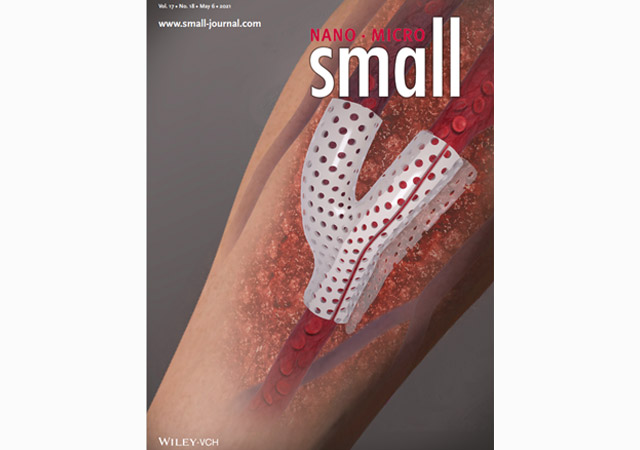 Vol. 17 • No. 18 • May 6 • 2021
www.small-journal.com
NANO • MICRO
small
WILEY-VCH